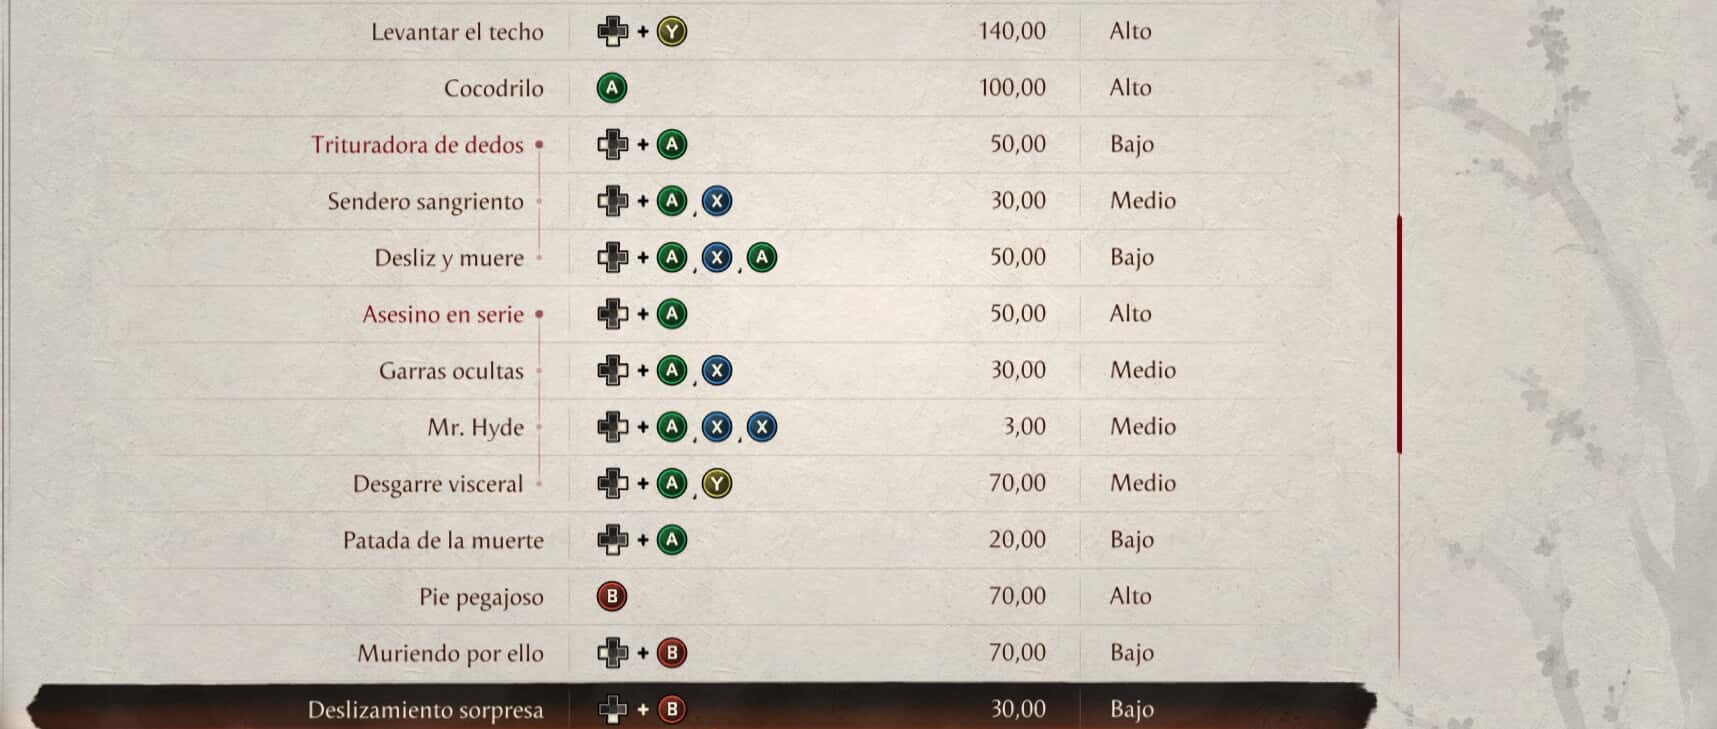 Levantar el techo + Y 140,00 Alto
Cocodrilo A 100,00 Alto
Trituradora de dedos + A 50,00 Bajo
Sendero sangriento + A , X 30,00 Medio
Desliz y muere + A , X , A 50,00 Bajo
Asesino en serie + A 50,00 Alto
Garras ocultas + A , X 30,00 Medio
Mr. Hyde + A , X , X 3,00 Medio
Desgarre visceral + A , Y 70,00 Medio
Patada de la muerte + A 20,00 Bajo
Pie pegajoso B 70,00 Alto
Muriendo por ello + B 70,00 Bajo
Deslizamiento sorpresa + B 30,00 Bajo